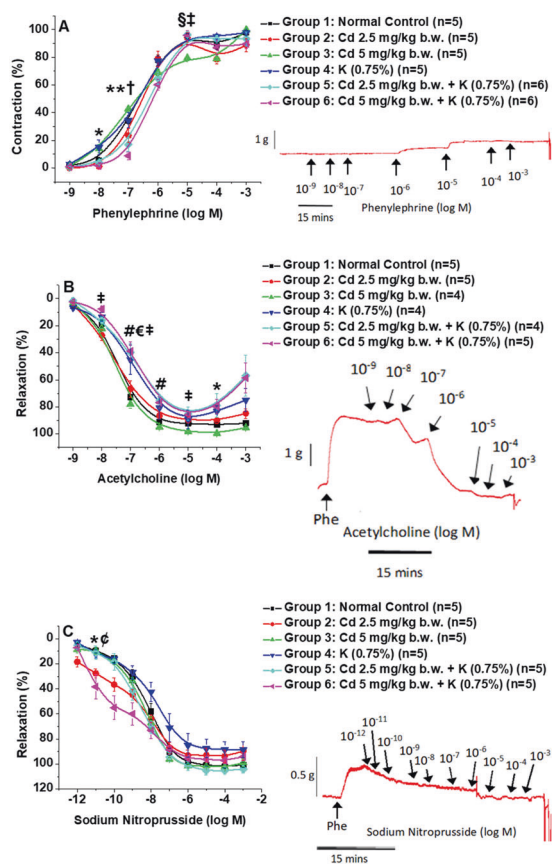 A
Contraction (%)
100
80
60
40
20
0
*
**†
§‡
-9 -8 -7 -6 -5 -4 -3
Phenylephrine (log M)
Group 1: Normal Control (n=5)
Group 2: Cd 2.5 mg/kg b.w. (n=5)
Group 3: Cd 5 mg/kg b.w. (n=5)
Group 4: K (0.75%) (n=5)
Group 5: Cd 2.5 mg/kg b.w. + K (0.75%) (n=6)
Group 6: Cd 5 mg/kg b.w. + K (0.75%) (n=6)
1 g
10-9 10-8 10-7 10-6 10-5 10-4 10-3
15 mins
Phenylephrine (log M)
B
Relaxation (%)
0
20
40
60
80
100
‡
#€‡
#
‡
*
-9 -8 -7 -6 -5 -4 -3
Acetylcholine (log M)
Group 1: Normal Control (n=5)
Group 2: Cd 2.5 mg/kg b.w. (n=5)
Group 3: Cd 5 mg/kg b.w. (n=4)
Group 4: K (0.75%) (n=4)
Group 5: Cd 2.5 mg/kg b.w. + K (0.75%) (n=4)
Group 6: Cd 5 mg/kg b.w. + K (0.75%) (n=5)
10-9 10-8 10-7 10-6 10-5 10-4 10-3
1 g
Phe
Acetylcholine (log M)
15 mins
C
Relaxation (%)
0
20
40
60
80
100
120
*¢
-12 -10 -8 -6 -4 -2
Sodium Nitroprusside (log M)
Group 1: Normal Control (n=5)
Group 2: Cd 2.5 mg/kg b.w. (n=5)
Group 3: Cd 5 mg/kg b.w. (n=5)
Group 4: K (0.75%) (n=5)
Group 5: Cd 2.5 mg/kg b.w. + K (0.75%) (n=5)
Group 6: Cd 5 mg/kg b.w. + K (0.75%) (n=5)
10-12 10-11 10-10 10-9 10-8 10-7 10-6 10-5 10-4 10-3
0.5 g
Phe
Sodium Nitroprusside (log M)
15 mins